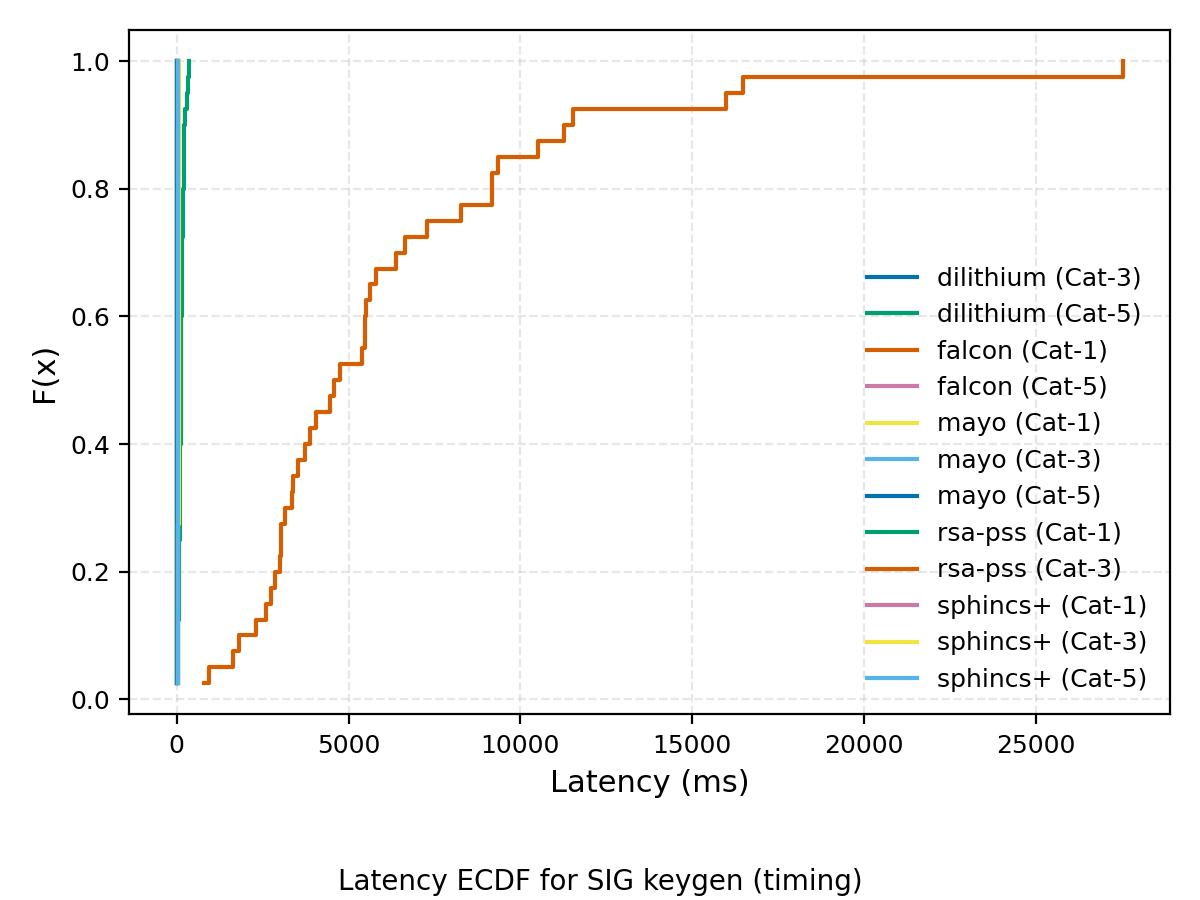 1.0
0.8
0.6
0.4
0.2
0.0
F(x)
dilithium (Cat-3)
dilithium (Cat-5)
falcon (Cat-1)
falcon (Cat-5)
mayo (Cat-1)
mayo (Cat-3)
mayo (Cat-5)
rsa-pss (Cat-1)
rsa-pss (Cat-3)
sphincs+ (Cat-1)
sphincs+ (Cat-3)
sphincs+ (Cat-5)
0 5000 10000 15000 20000 25000
Latency (ms)
Latency ECDF for SIG keygen (timing)